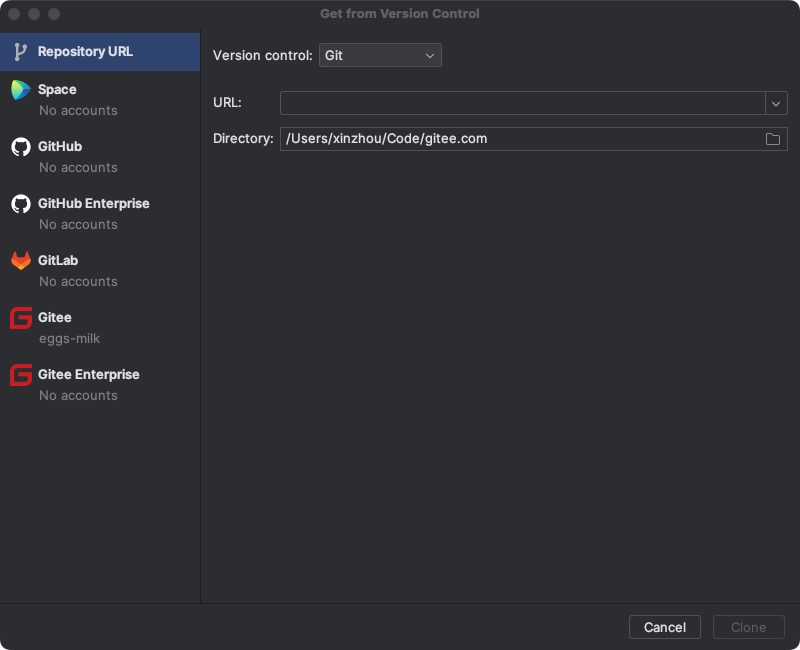 Get from Version Control
Repository URL
Space
No accounts
GitHub
No accounts
GitHub Enterprise
No accounts
GitLab
No accounts
Gitee
eggs-milk
Gitee Enterprise
No accounts
Version control: Git
URL:
Directory: /Users/xinzhou/Code/gitee.com
Cancel Clone